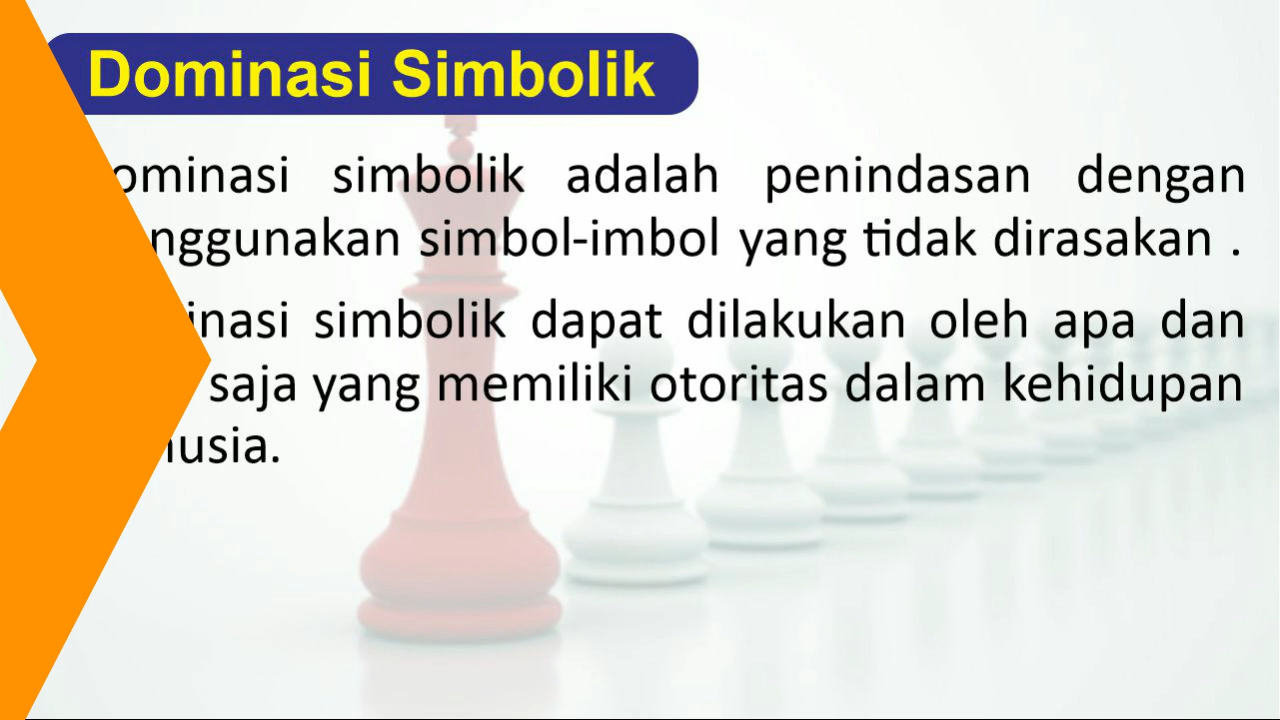 Dominasi Simbolik
ominasi simbolik adalah penindasan dengan
nggunakan simbol-imbol yang tidak dirasakan .
inasi simbolik dapat dilakukan oleh apa dan
saja yang memiliki otoritas dalam kehidupan
usia.